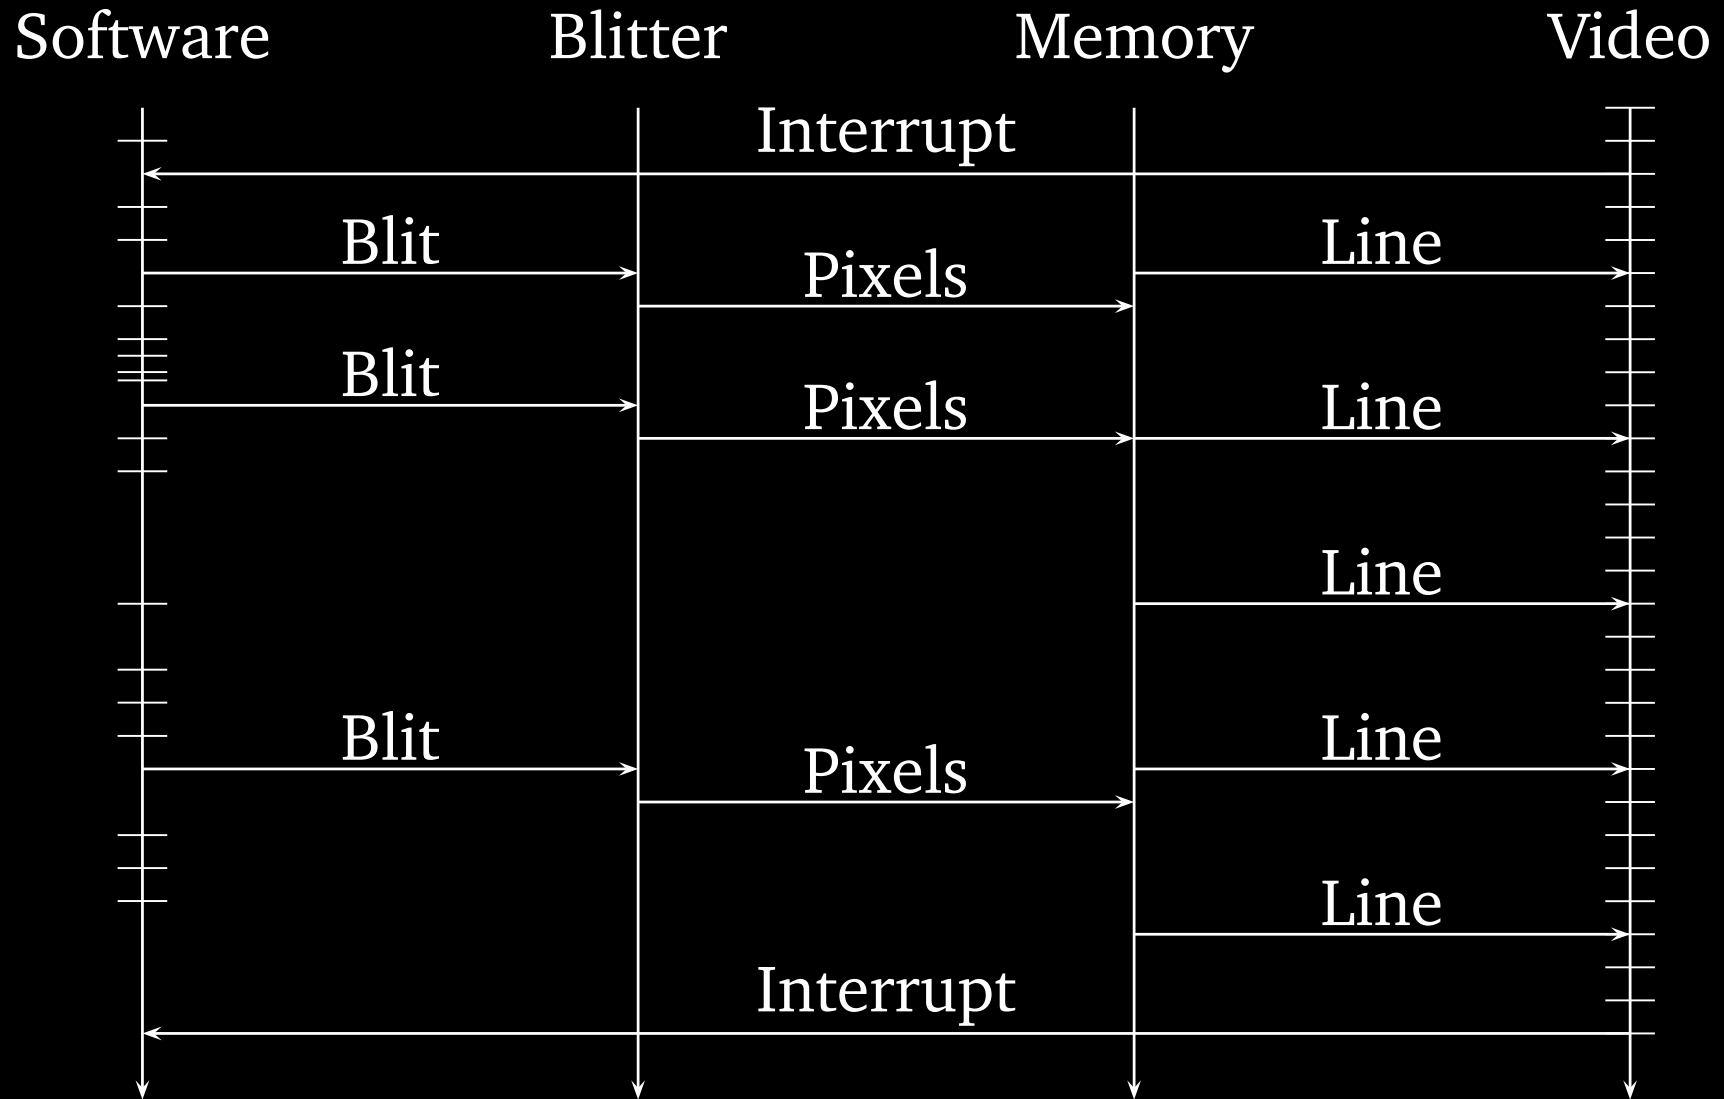 Software Blitter Memory Video
Interrupt
Blit Line
Pixels
Blit
Pixels Line
Line
Blit Line
Pixels
Line
Interrupt